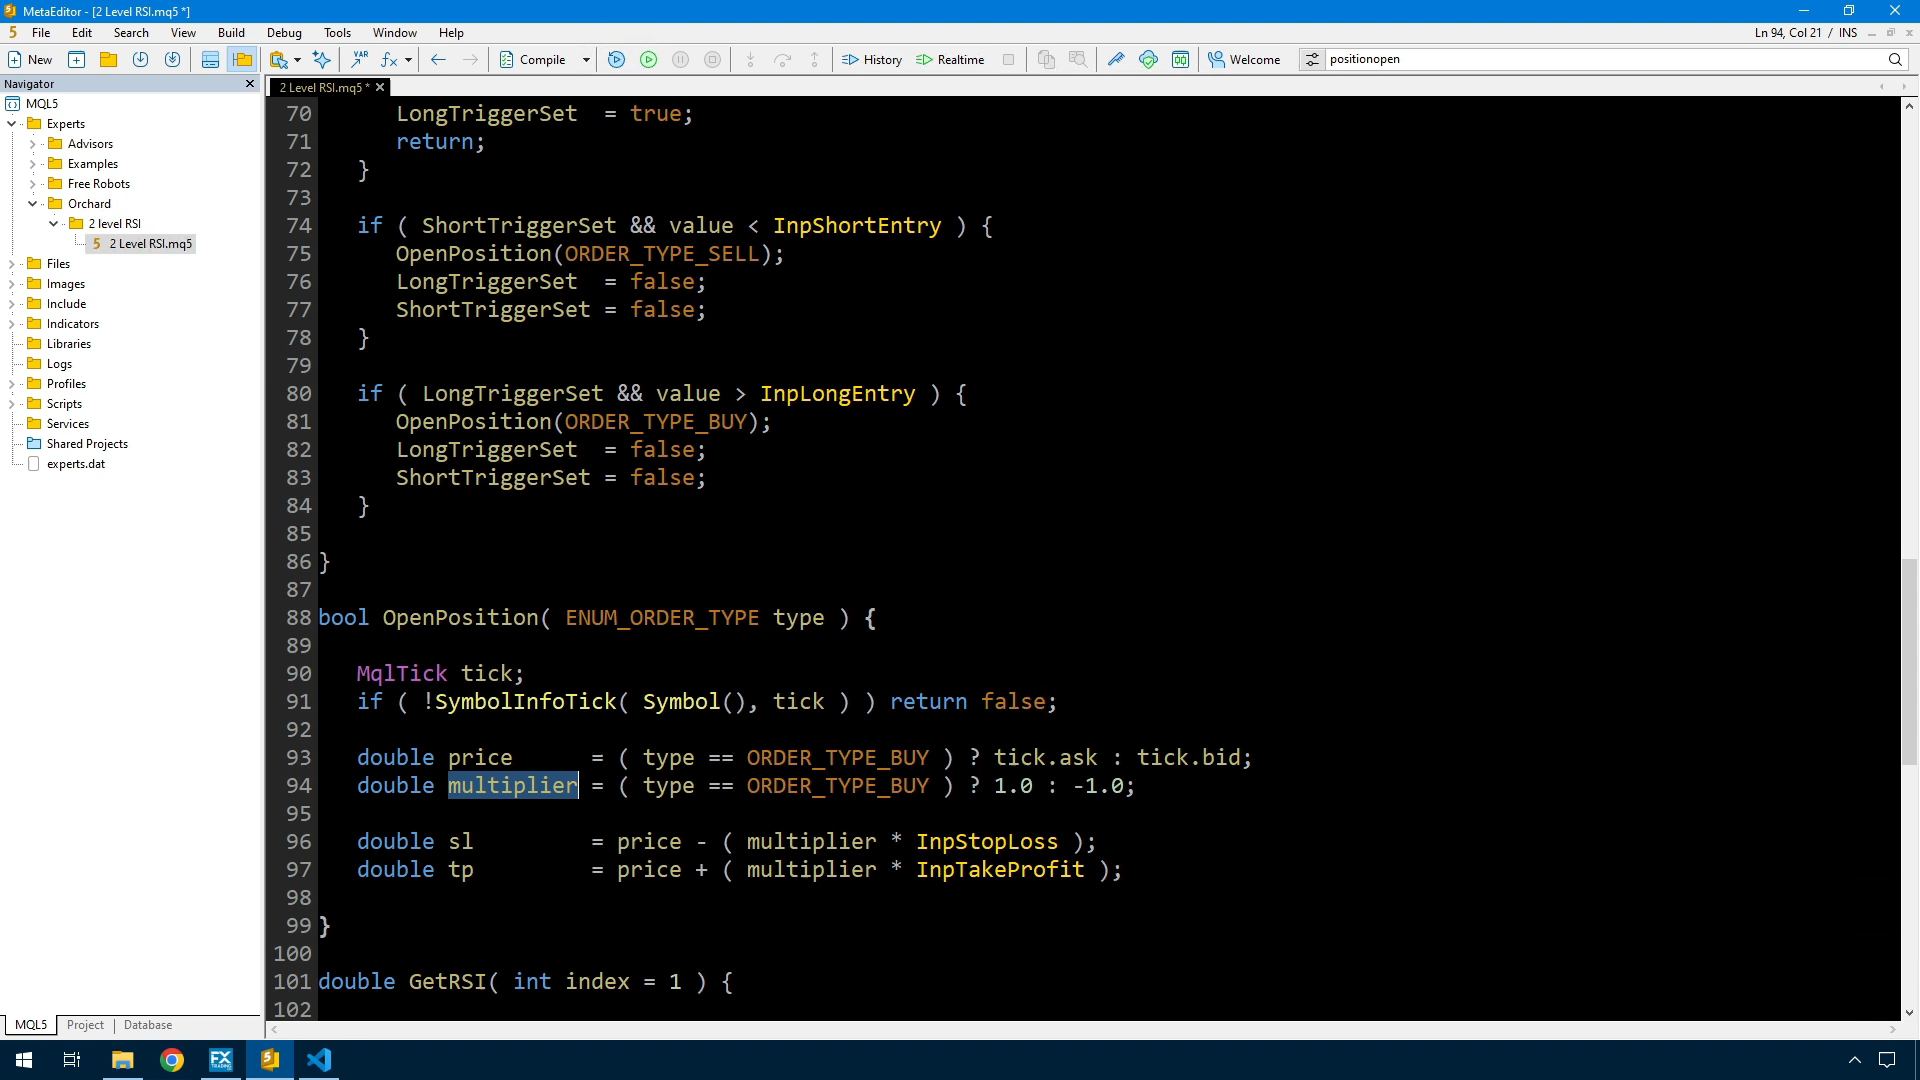 MetaEditor - [2 Level RSI.mq5 *]
5 File Edit Search View Build Debug Tools Window Help Ln 94, Col 21 / INS
New VAR fx Compile History Realtime Welcome positionopen
Navigator
2 Level RSI.mq5 *
MQL5
Experts
Advisors
Examples
Free Robots
Orchard
2 level RSI
5 2 Level RSI.mq5
Files
Images
Include
Indicators
Libraries
Logs
Profiles
Scripts
Services
Shared Projects
experts.dat
MQL5 Project Database
70 LongTriggerSet = true;
71 return;
72 }
73
74 if ( ShortTriggerSet && value < InpShortEntry ) {
75 OpenPosition(ORDER_TYPE_SELL);
76 LongTriggerSet = false;
77 ShortTriggerSet = false;
78 }
79
80 if ( LongTriggerSet && value > InpLongEntry ) {
81 OpenPosition(ORDER_TYPE_BUY);
82 LongTriggerSet = false;
83 ShortTriggerSet = false;
84 }
85
86 }
87
88 bool OpenPosition( ENUM_ORDER_TYPE type ) {
89
90 MqlTick tick;
91 if ( !SymbolInfoTick( Symbol(), tick ) ) return false;
92
93 double price = ( type == ORDER_TYPE_BUY ) ? tick.ask : tick.bid;
94 double multiplier = ( type == ORDER_TYPE_BUY ) ? 1.0 : -1.0;
95
96 double sl = price - ( multiplier * InpStopLoss );
97 double tp = price + ( multiplier * InpTakeProfit );
98
99 }
100
101 double GetRSI( int index = 1 ) {
102
FX TRADING 5